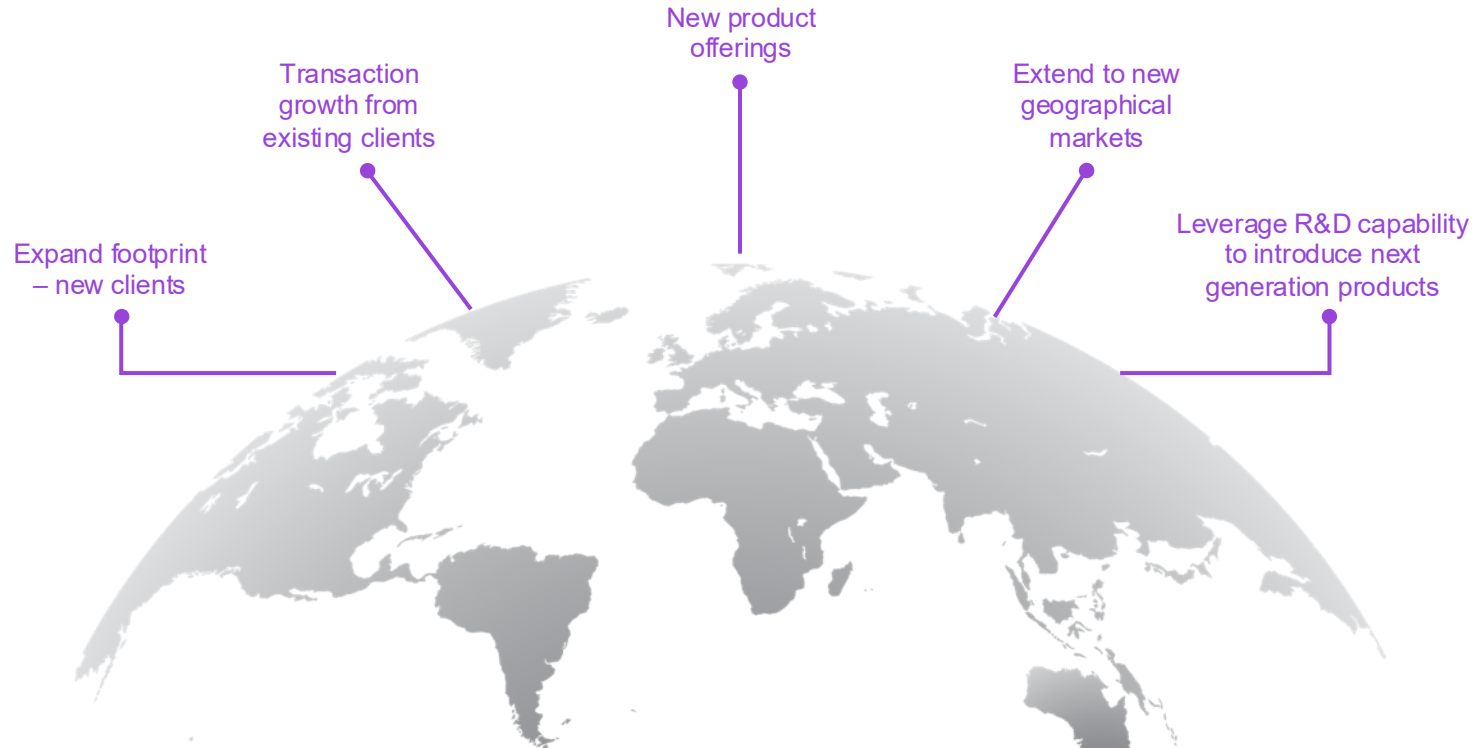 Expand footprint
– new clients
Transaction
growth from
existing clients
New product
offerings
Extend to new
geographical
markets
Leverage R&D capability
to introduce next
generation products